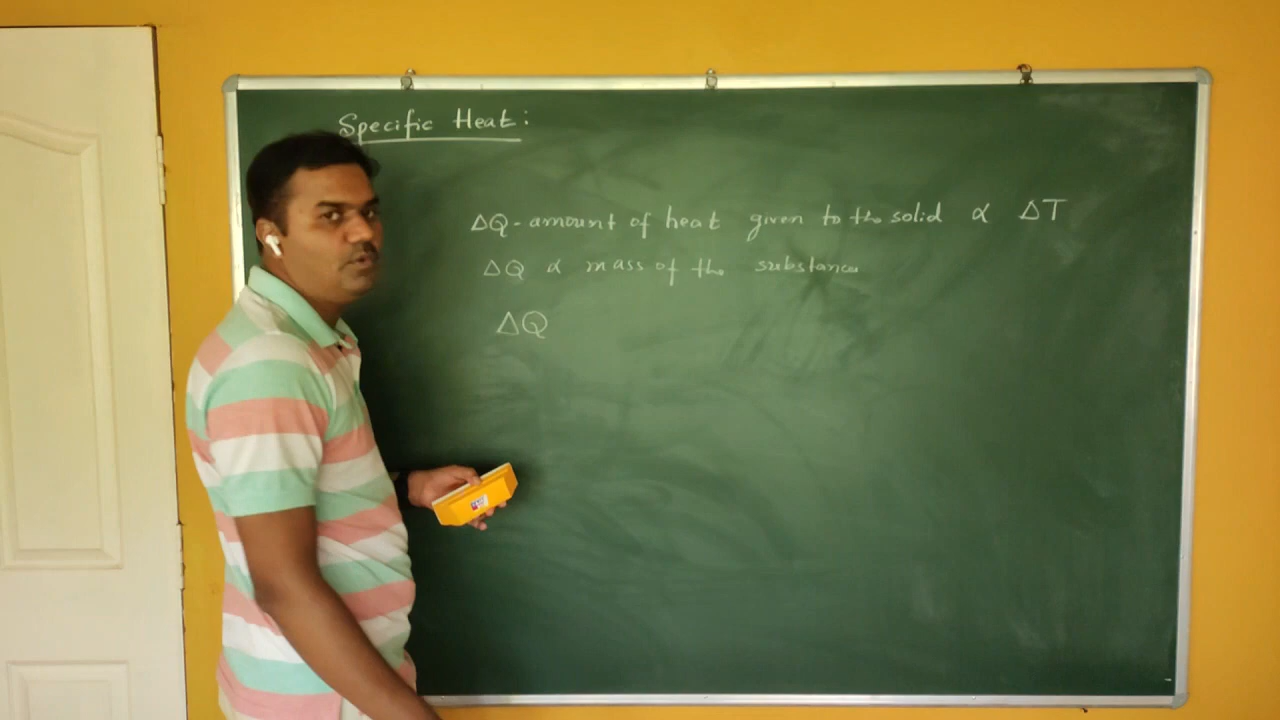 Specific Heat:
ΔQ - amount of heat given to the solid ∝ ΔT
ΔQ ∝ mass of the substance
ΔQ